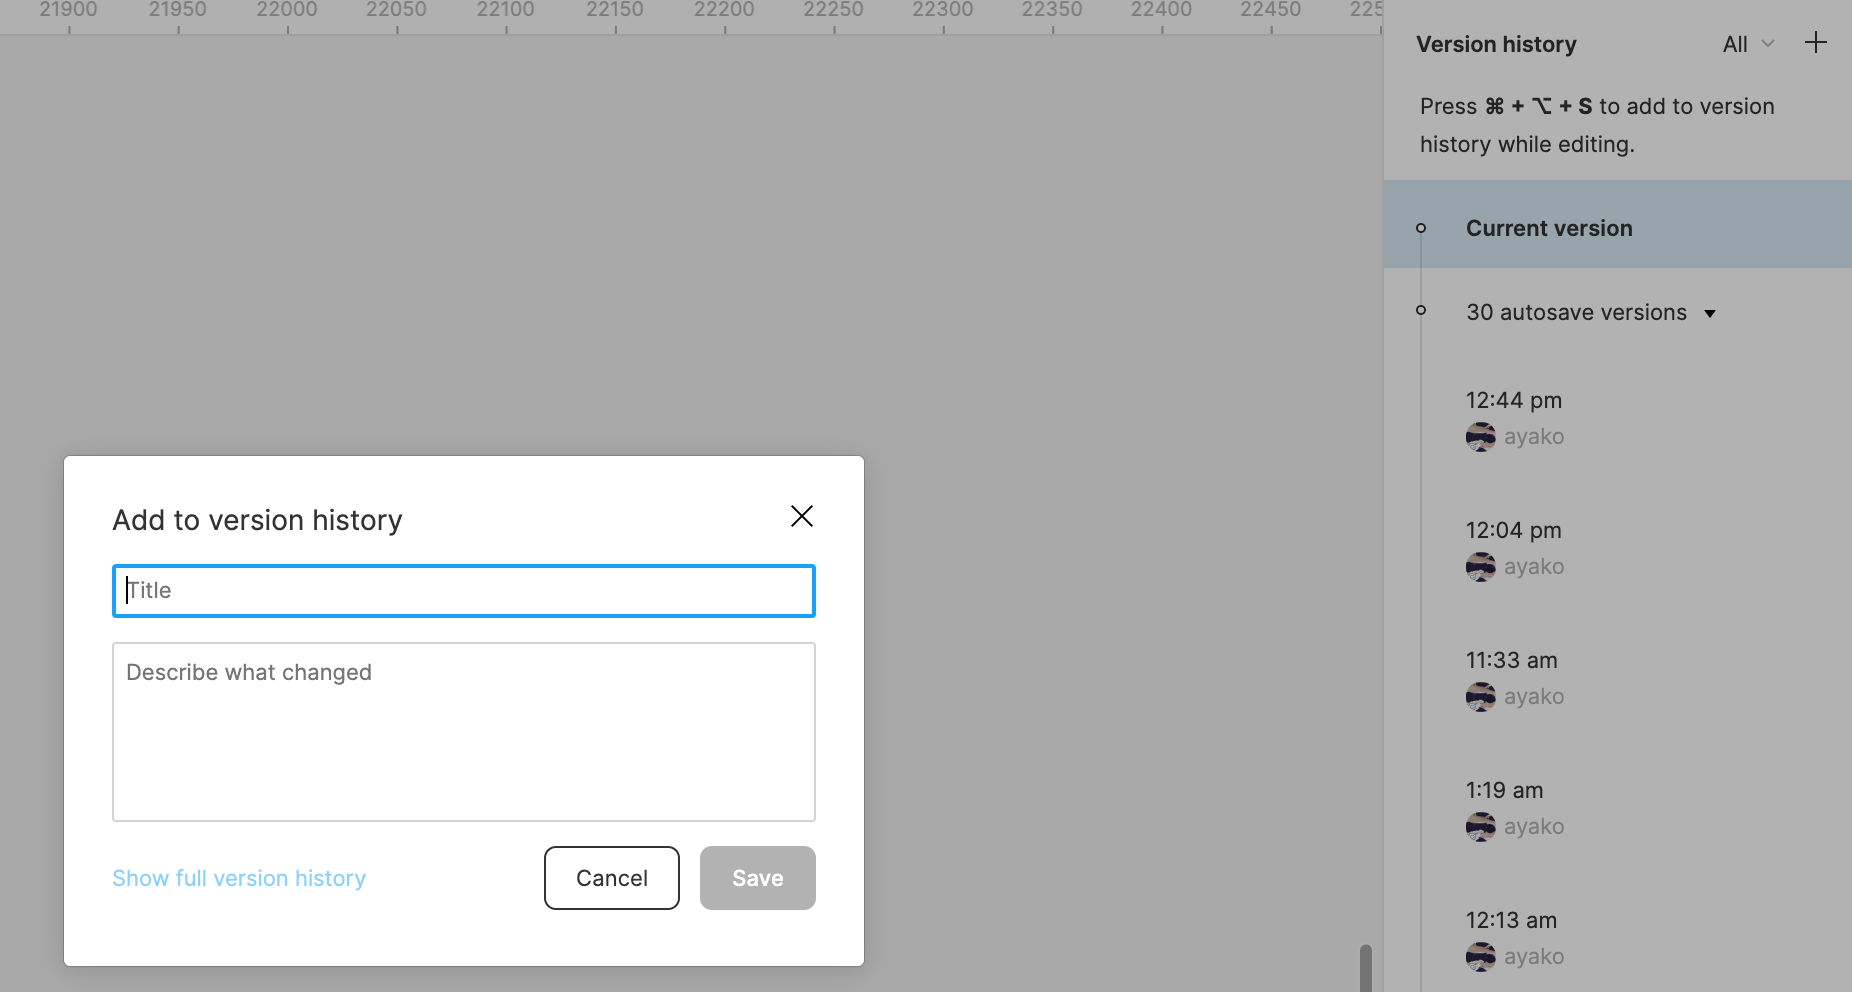 21900 21950 22000 22050 22100 22150 22200 22250 22300 22350 22400 22450
Version history
All
Press ⌘ + ⌥ + S to add to version
history while editing.
Current version
30 autosave versions
12:44 pm
ayako
12:04 pm
ayako
11:33 am
ayako
1:19 am
ayako
12:13 am
ayako
Add to version history
Title
Describe what changed
Show full version history
Cancel
Save